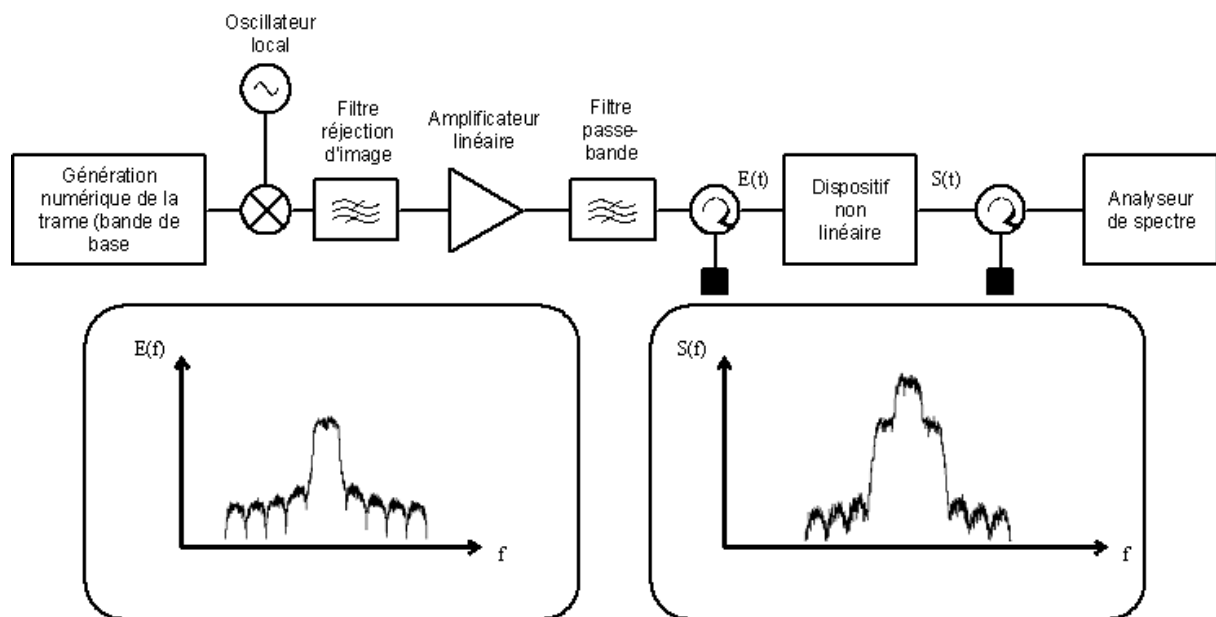 Oscillateur
local
Filtre
réjection
d'image
Amplificateur
linéaire
Filtre
passe-
bande
Génération
numérique de la
trame (bande de
base
E(t)
Dispositif
non
linéaire
S(t)
Analyseur
de spectre
E(f)
f
S(f)
f